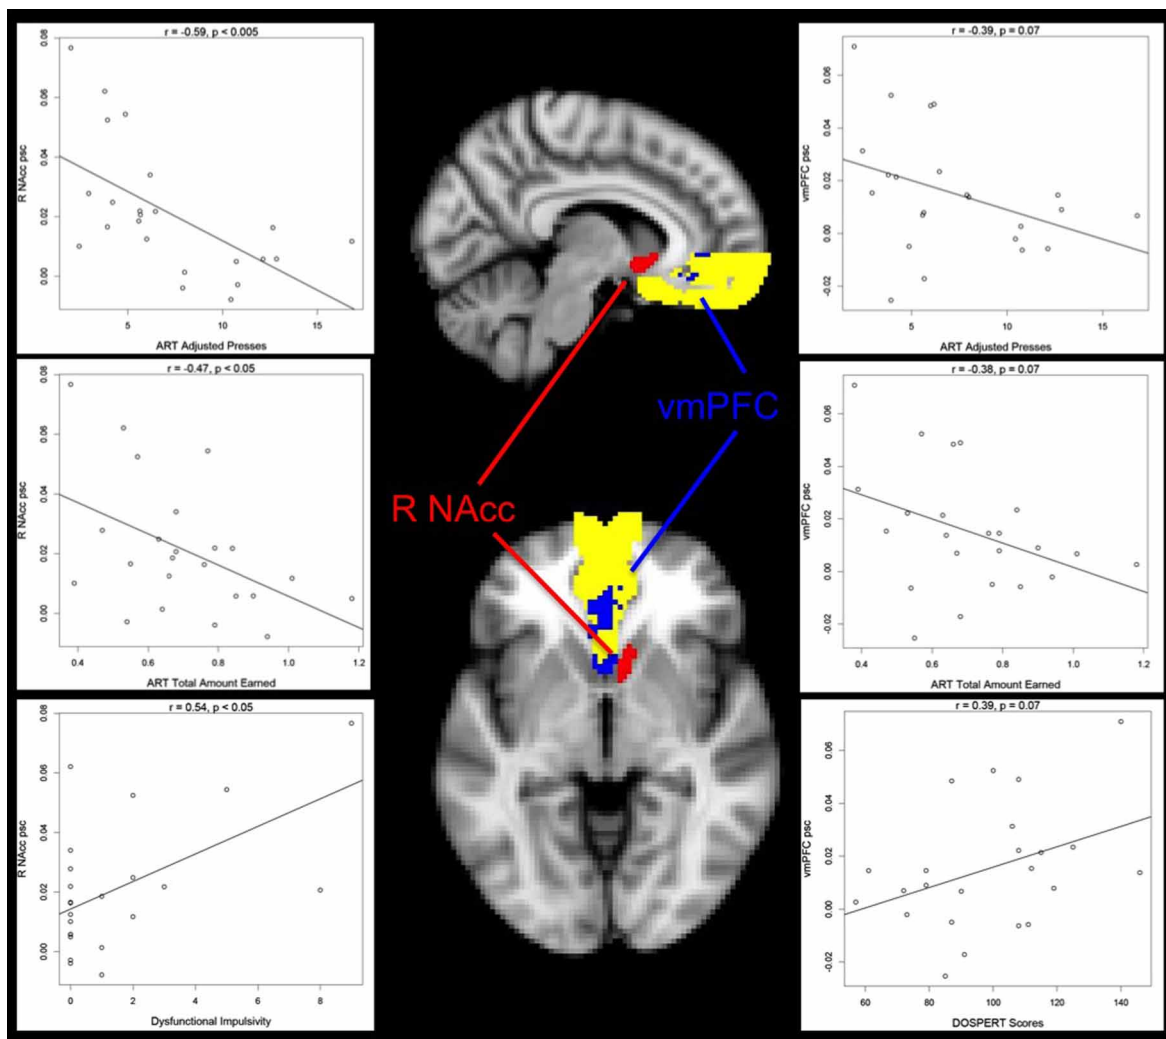 r = -0.59, p < 0.005
R NAcc psc
0.00 0.02 0.04 0.06 0.08
5 10 15
ART Adjusted Presses
r = -0.47, p < 0.05
R NAcc psc
0.00 0.02 0.04 0.06 0.08
0.4 0.6 0.8 1.0 1.2
ART Total Amount Earned
r = 0.54, p < 0.05
R NAcc psc
0.00 0.02 0.04 0.06 0.08
0 2 4 6 8
Dysfunctional Impulsivity
vmPFC
R NAcc
r = -0.39, p = 0.07
vmPFC psc
-0.02 0.00 0.02 0.04 0.06
5 10 15
ART Adjusted Presses
r = -0.38, p = 0.07
vmPFC psc
-0.02 0.00 0.02 0.04 0.06
0.4 0.6 0.8 1.0 1.2
ART Total Amount Earned
r = 0.39, p = 0.07
vmPFC psc
-0.02 0.00 0.02 0.04 0.06
60 80 100 120 140
DOSPERT Scores